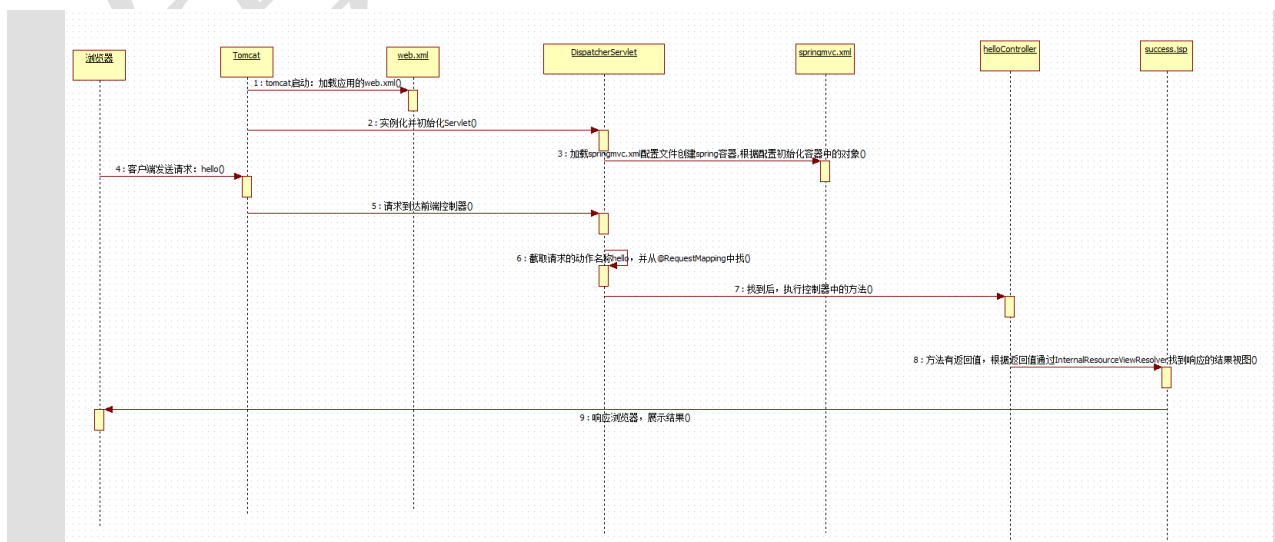 浏览器
Tomcat
web.xml
DispatcherServlet
springmvc.xml
helloController
success.jsp
1 : tomcat启动：加载应用的web.xml()
2 : 实例化并初始化Servlet()
3 : 加载springmvc.xml配置文件创建spring容器,根据配置初始化容器中的对象()
4 : 客户端发送请求：hello()
5 : 请求到达前端控制器()
6 : 截取请求的动作名称hello，并从@RequestMapping中找()
7 : 找到后，执行控制器中的方法()
8 : 方法有返回值，根据返回值通过InternalResourceViewResolver找到响应的结果视图()
9 : 响应浏览器，展示结果()